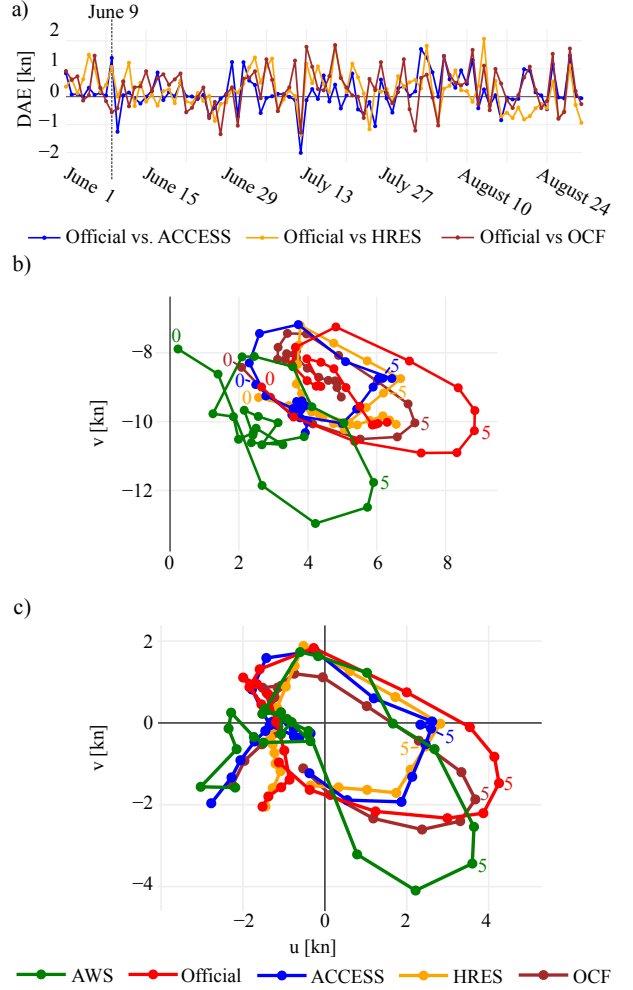 a)
June 9
DAE [kn]
2
1
0
−1
−2
June 1
June 15
June 29
July 13
July 27
August 10
August 24
Official vs. ACCESS
Official vs HRES
Official vs OCF
b)
v [kn]
−8
−10
−12
0
0
0
0
0
5
5
5
5
5
0
2
4
6
8
c)
v [kn]
2
0
−2
−4
5
5
5
5
5
−2
0
2
4
u [kn]
AWS
Official
ACCESS
HRES
OCF